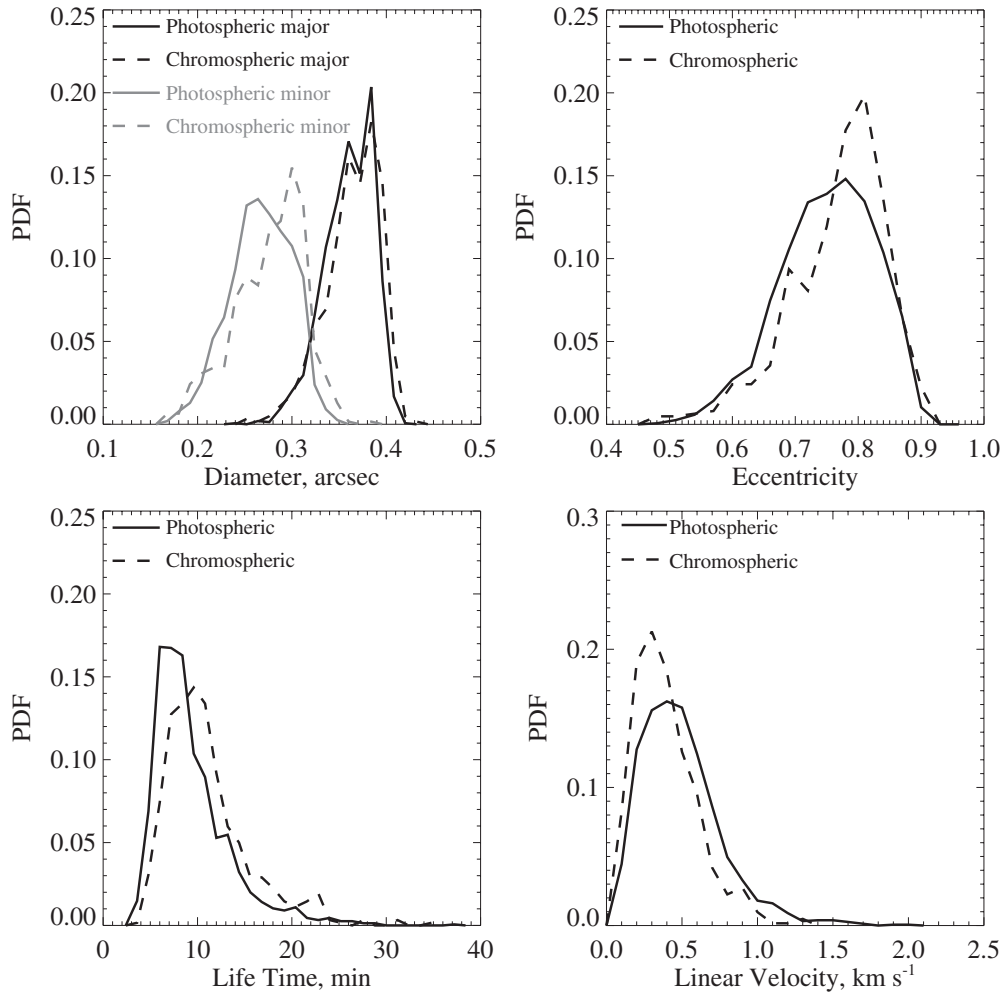 0.25
Photospheric major
Chromospheric major
0.20
Photospheric minor
Chromospheric minor
0.15
PDF
0.10
0.05
0.00
0.1 0.2 0.3 0.4 0.5
Diameter, arcsec
0.25
Photospheric
Chromospheric
0.20
0.15
PDF
0.10
0.05
0.00
0.4 0.5 0.6 0.7 0.8 0.9 1.0
Eccentricity
0.25
Photospheric
Chromospheric
0.20
0.15
PDF
0.10
0.05
0.00
0 10 20 30 40
Life Time, min
0.3
Photospheric
Chromospheric
0.2
PDF
0.1
0.0
0.0 0.5 1.0 1.5 2.0 2.5
Linear Velocity, km s⁻¹